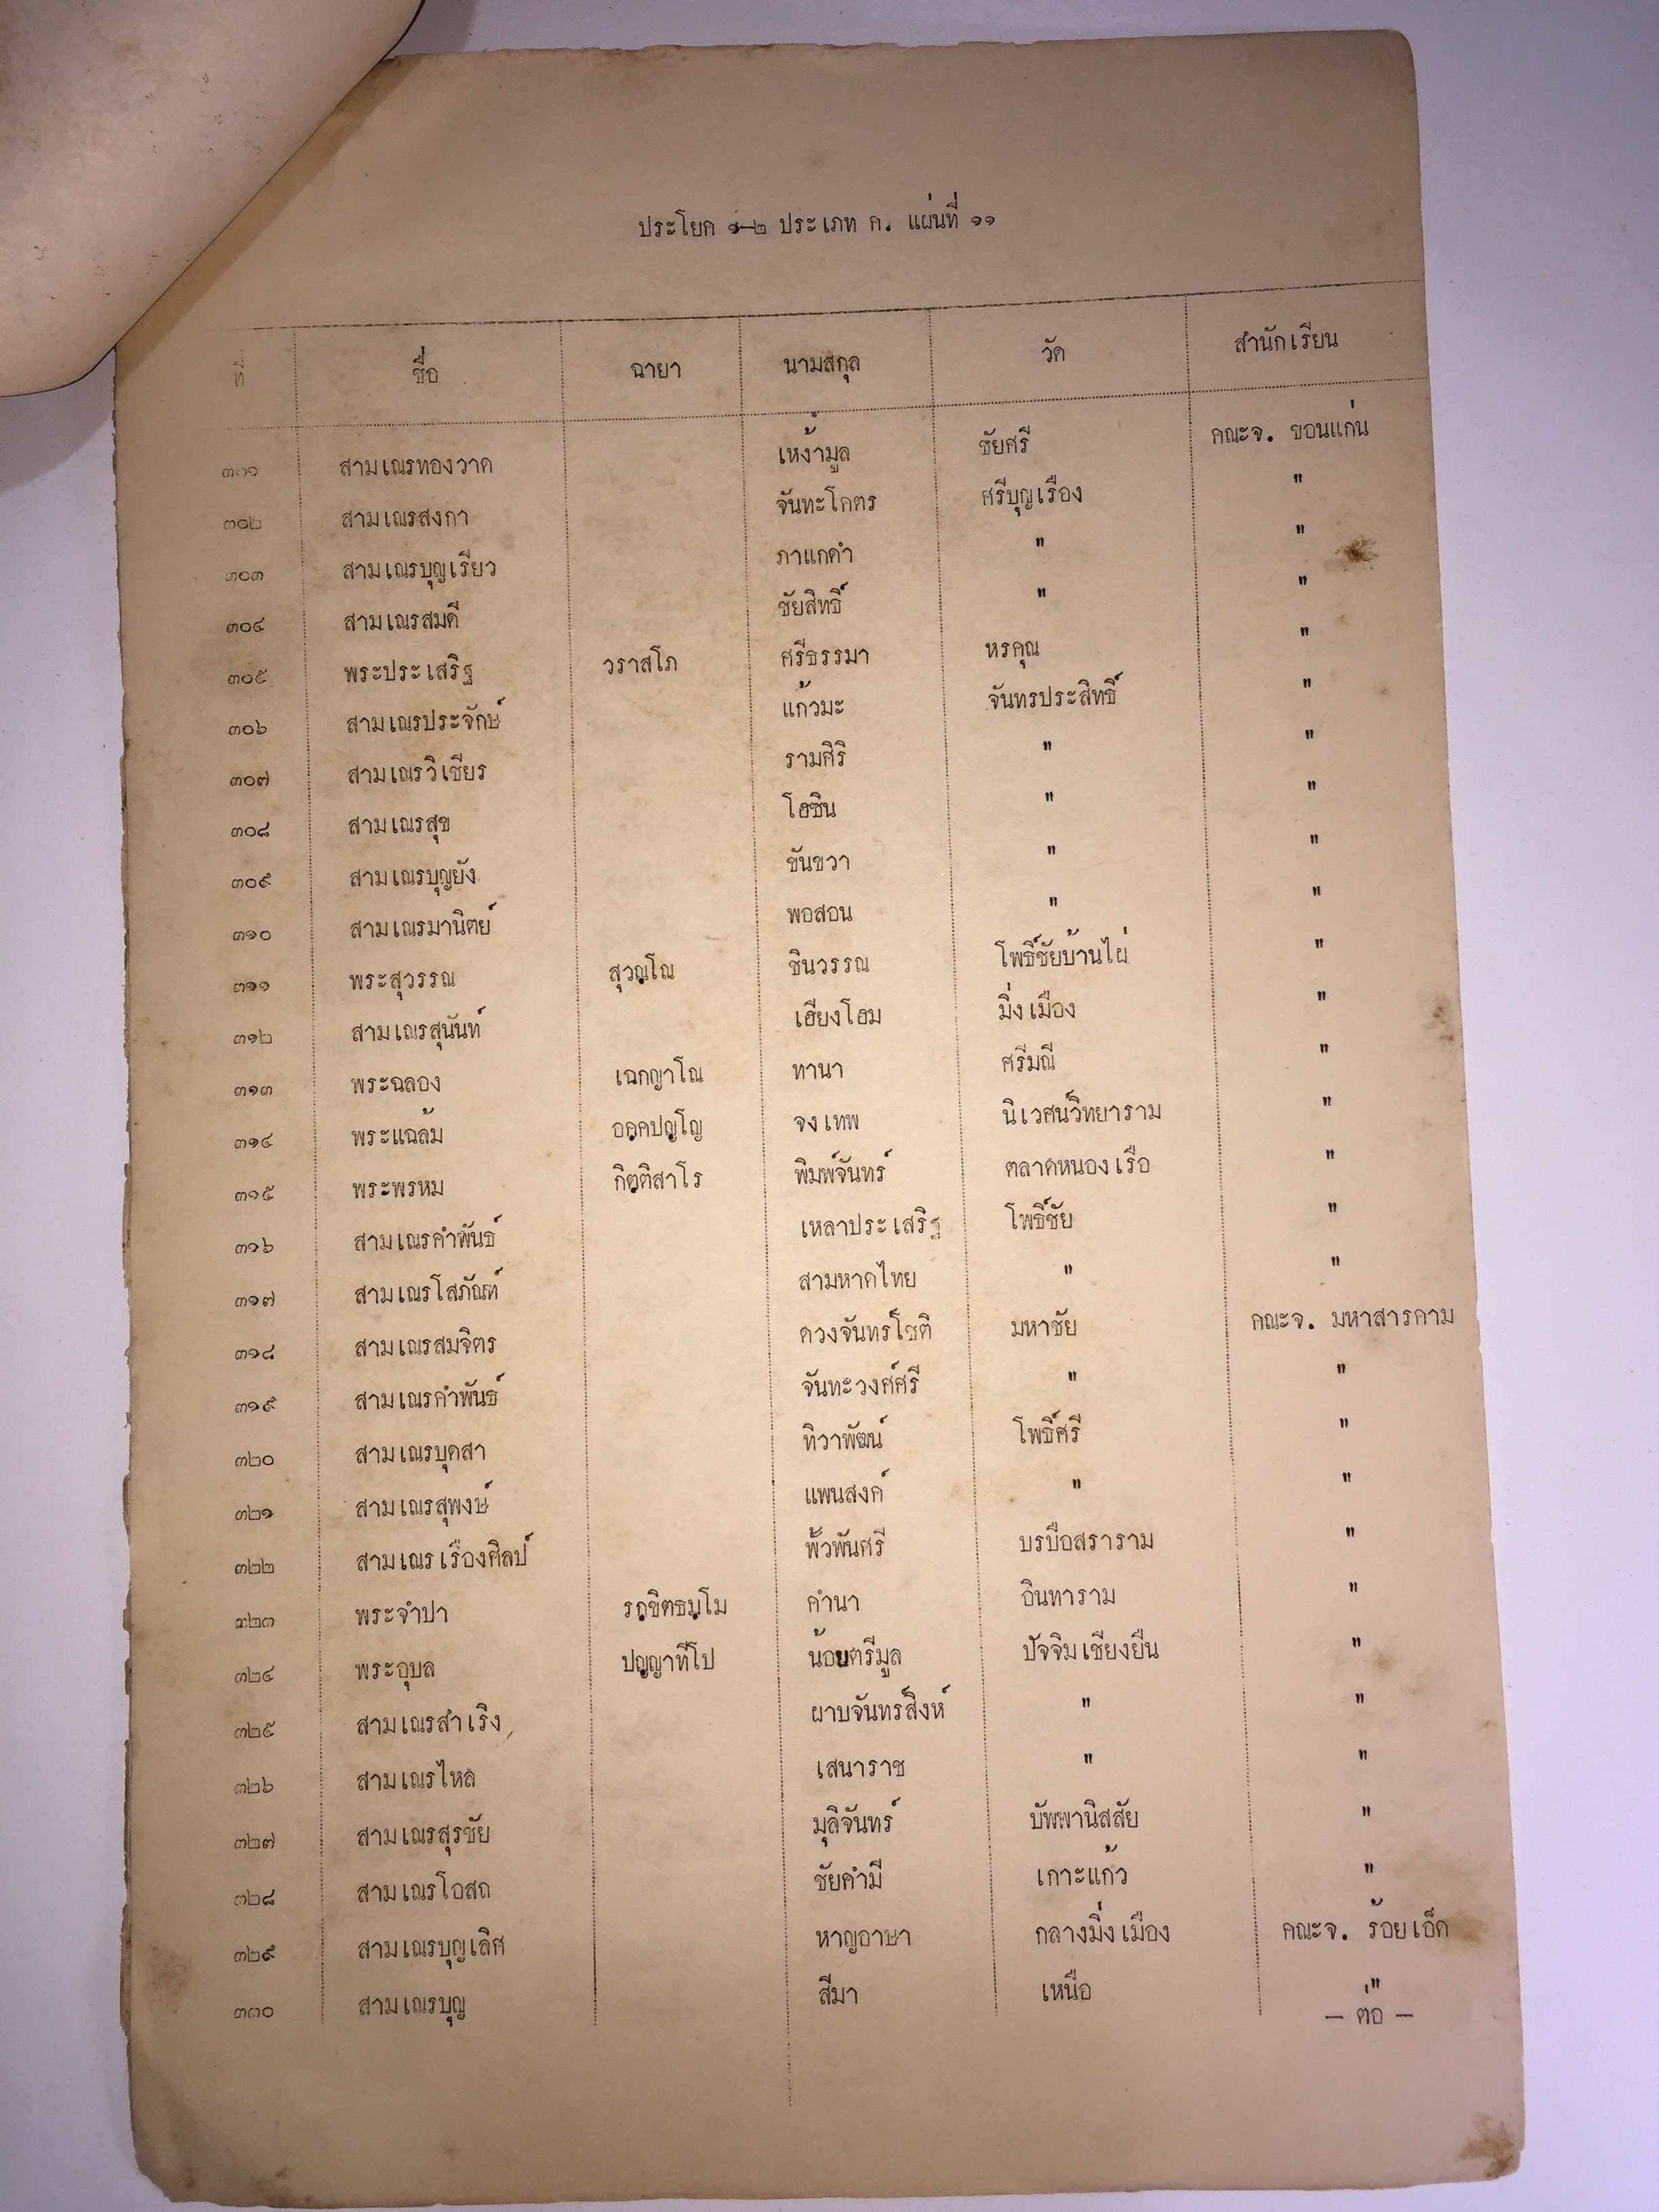 ประโยค ๑-๒ ประเภท ค. แผ่นที่ ๑๑
ที่ ชื่อ ฉายา นามสกุล วัด สำนักเรียน
๓๐๑ สามเณรทองวาด เหง้ามูล ชัยศรี คณะจ. ขอนแก่น
๓๐๒ สามเณรสงกา จันทะโคตร ศรีบุญเรือง "
๓๐๓ สามเณรบุญเรียว ภาแกคำ " "
๓๐๔ สามเณรสมดี ชัยสิทธิ์ " "
๓๐๕ พระประเสริฐ วราสโภ ศรีธรรมา หรคุณ "
๓๐๖ สามเณรประจักษ์ แก้วมะ จันทรประสิทธิ์ "
๓๐๗ สามเณรวิเชียร รามศิริ " "
๓๐๘ สามเณรสุข โฮชิน " "
๓๐๙ สามเณรบุญยัง ขันขวา " "
๓๑๐ สามเณรมานิตย์ พอสอน " "
๓๑๑ พระสุวรรณ สุวณฺโณ ชินวรรณ โพธิ์ชัยบ้านไผ่ "
๓๑๒ สามเณรสุนันท์ เฮียงโฮม มิ่งเมือง "
๓๑๓ พระฉลอง เฉกญาโณ ทานา ศรีมณี "
๓๑๔ พระแฉล้ม อคฺคปญฺโญ จงเทพ นิเวศน์วิทยาราม "
๓๑๕ พระพรหม กิตฺติสาโร พิมพ์จันทร์ ตลาดหนองเรือ "
๓๑๖ สามเณรคำพันธ์ เหลาประเสริฐ โพธิ์ชัย "
๓๑๗ สามเณรโสภัณฑ์ สามหาดไทย " "
๓๑๘ สามเณรสมจิตร ดวงจันทร์โชติ มหาชัย คณะจ. มหาสารคาม
๓๑๙ สามเณรคำพันธ์ จันทะวงศ์ศรี " "
๓๒๐ สามเณรบุดสา ทิวาพัฒน์ โพธิ์ศรี "
๓๒๑ สามเณรสุพงษ์ แพนสงค์ " "
๓๒๒ สามเณรเรืองศิลป์ พั้วพันศรี บรบือสราราม "
๓๒๓ พระจำปา รกฺขิตธมฺโม คำนา อินทาราม "
๓๒๔ พระอุบล ปญฺญาทีโป น้อยตรีมูล ปัจจิมเชียงยืน "
๓๒๕ สามเณรสำเริง ผาบจันทร์สิงห์ " "
๓๒๖ สามเณรไหล เสนาราช " "
๓๒๗ สามเณรสุรชัย มุลิจันทร์ บัพพานิสสัย "
๓๒๘ สามเณรโอสถ ชัยคำมี เกาะแก้ว "
๓๒๙ สามเณรบุญเลิศ หาญอาษา กลางมิ่งเมือง คณะจ. ร้อยเอ็ด
๓๓๐ สามเณรบุญ สีมา เหนือ "
- ต่อ -